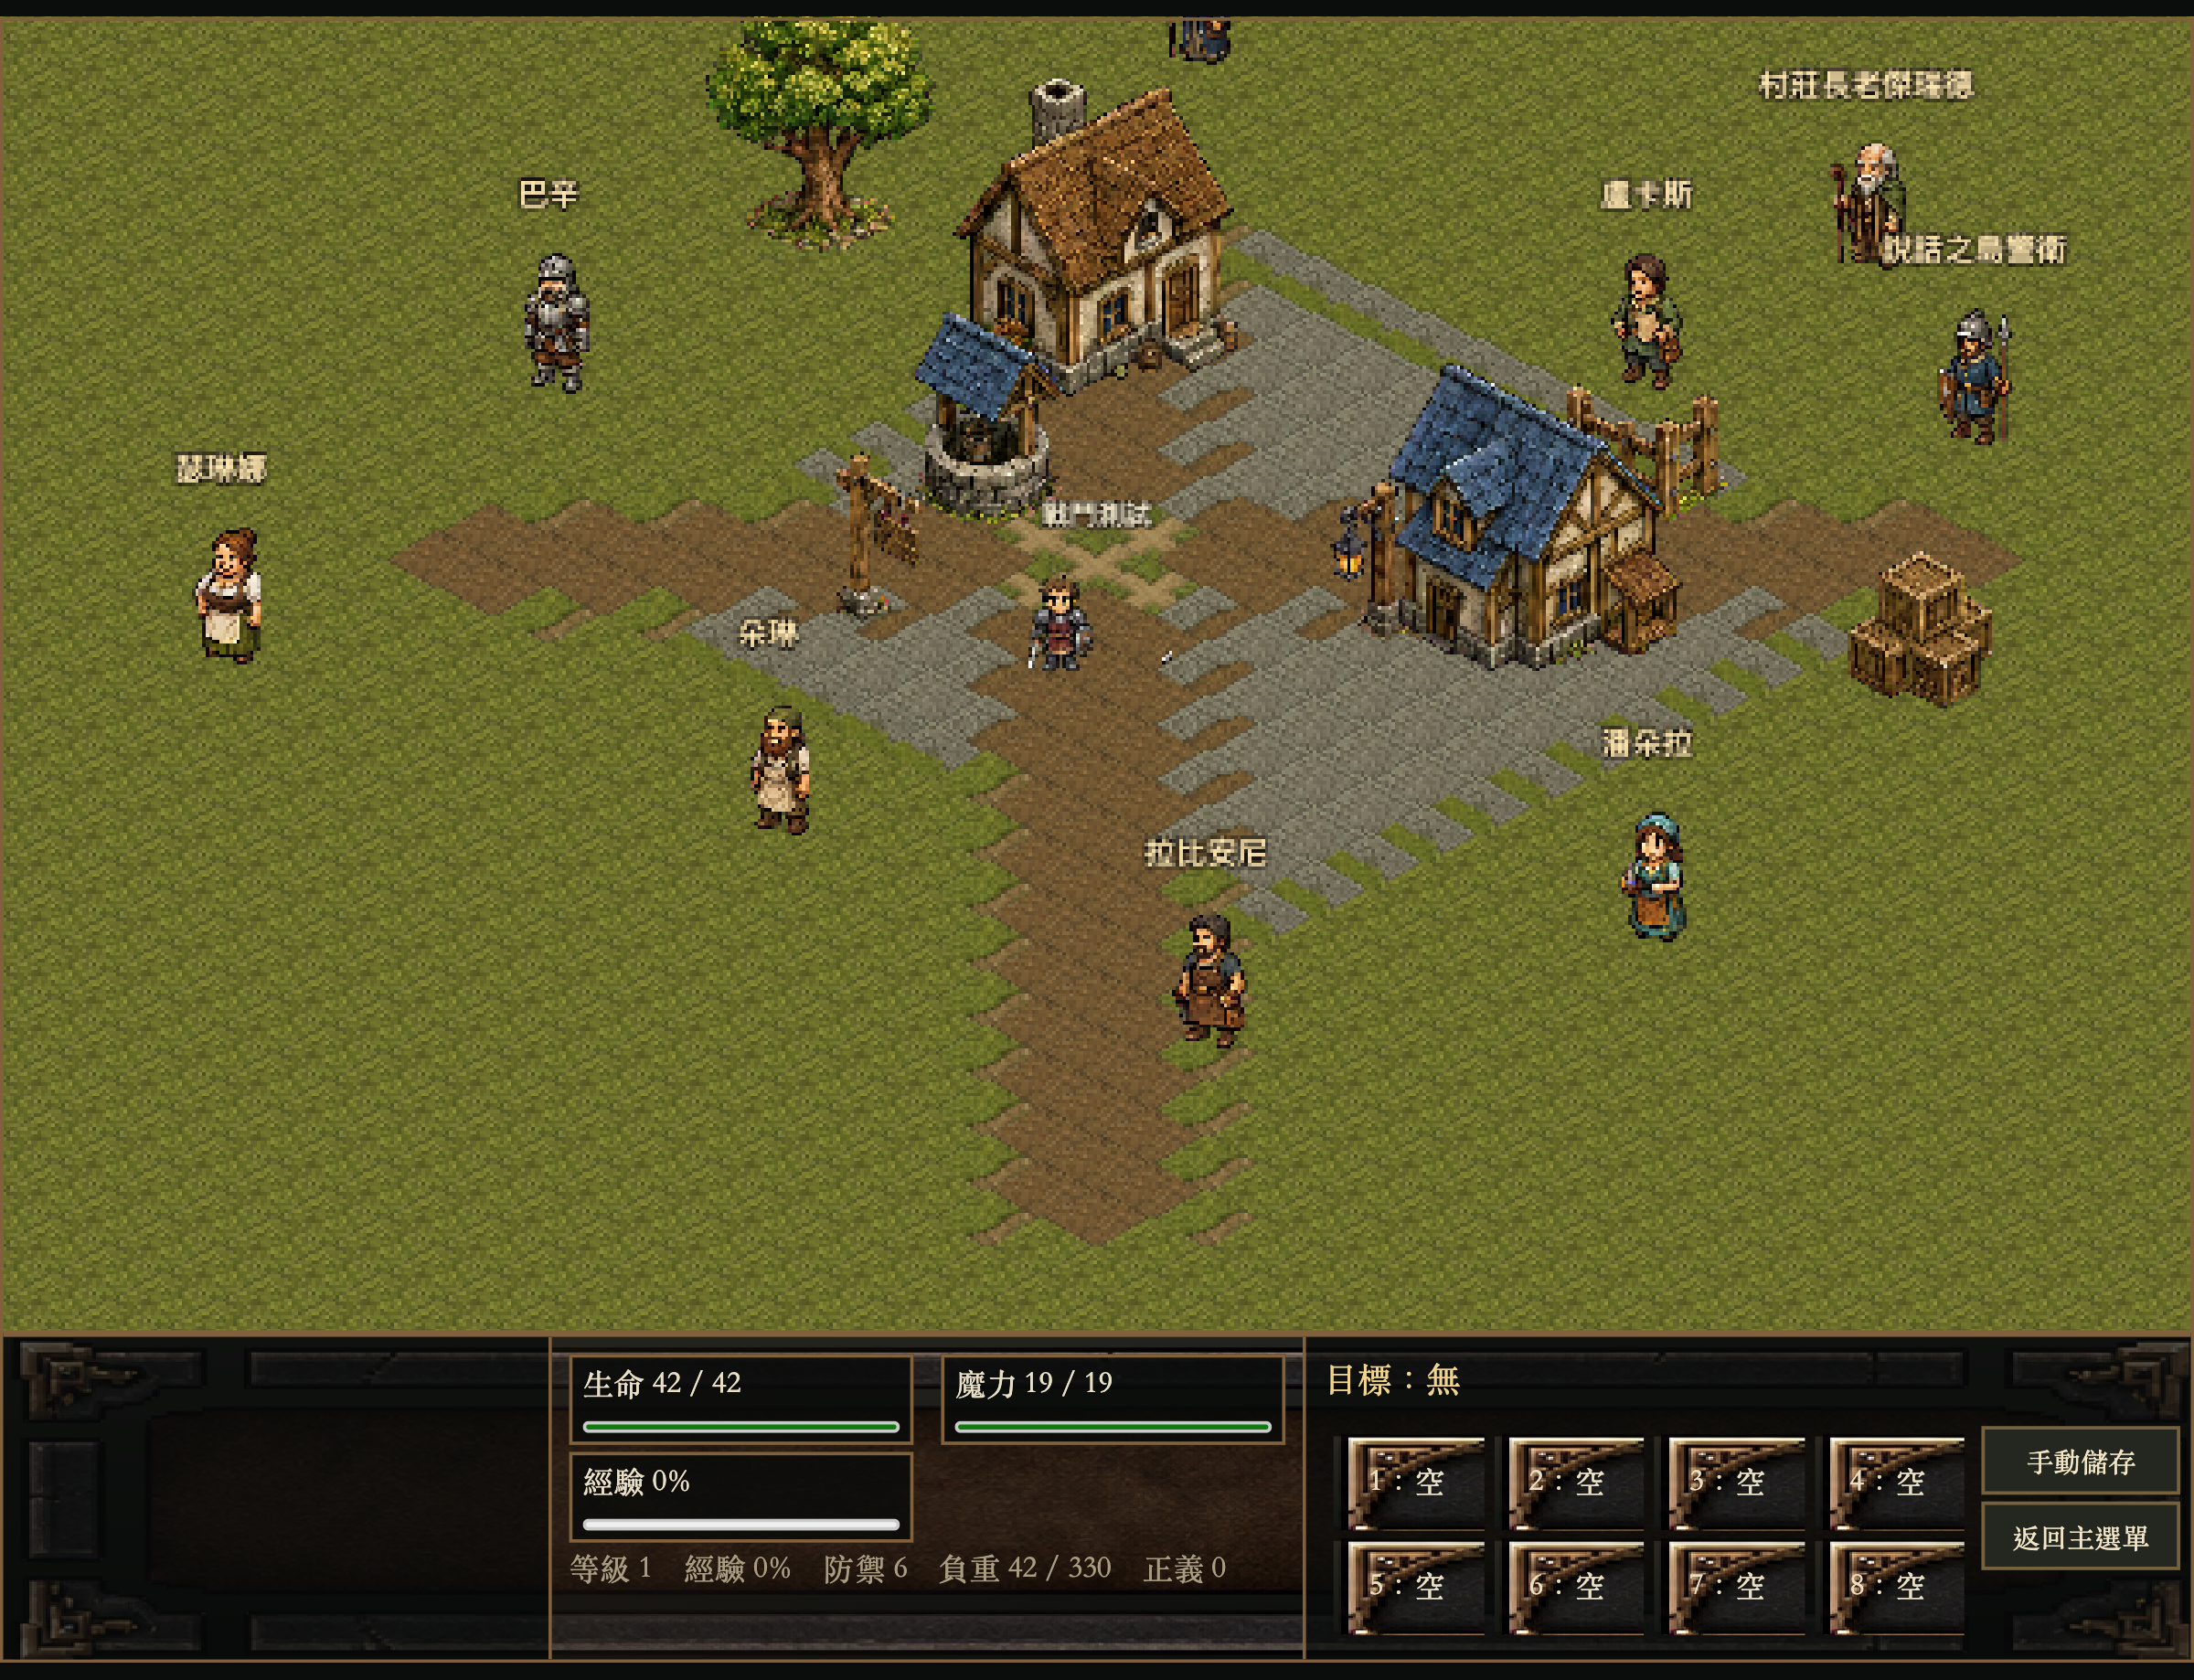 村莊長老傑瑞德
巴辛
盧卡斯
說話之島警衛
瑟琳娜
戰鬥測試
朵琳
潘朵拉
拉比安尼
生命 42 / 42
魔力 19 / 19
目標：無
經驗 0%
1：空
2：空
3：空
4：空
手動儲存
等級 1 經驗 0% 防禦 6 負重 42 / 330 正義 0
5：空
6：空
7：空
8：空
返回主選單